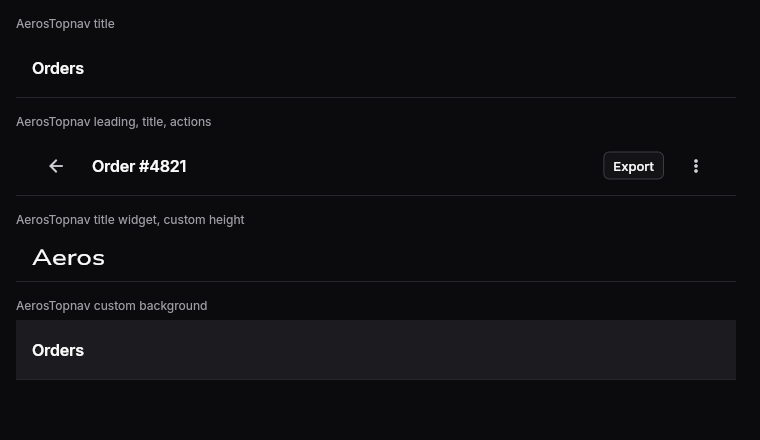 AerosTopnav title
Orders
AerosTopnav leading, title, actions
Order #4821 Export
AerosTopnav title widget, custom height
Aeros
AerosTopnav custom background
Orders